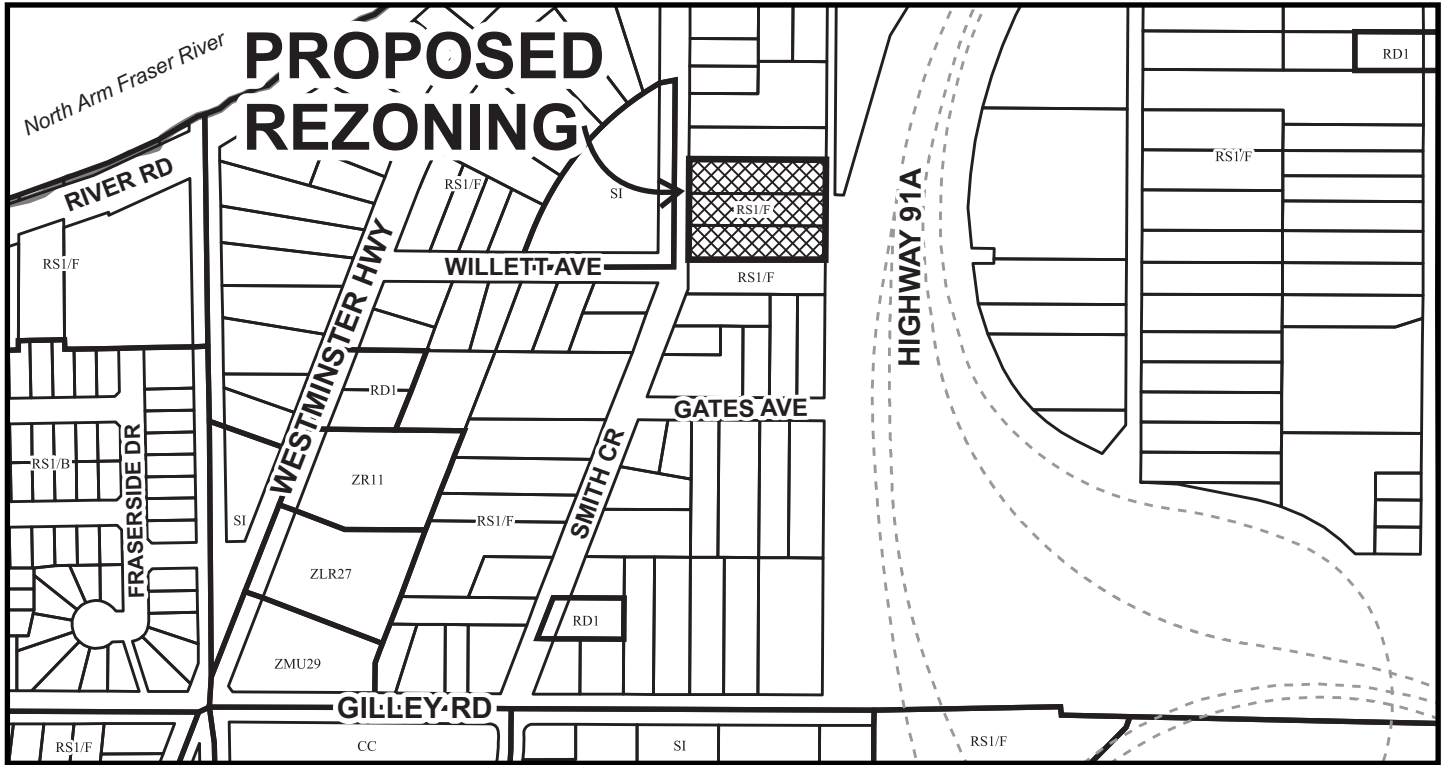 PROPOSED
REZONING
North Arm Fraser River
RIVER RD
RD1
RS1/F
RS1/F
SI
RS1/F
RS1/F
WILLETT AVE
RS1/F
WESTMINSTER HWY
HIGHWAY 91A
RD1
GATES AVE
RS1/B
FRASERSIDE DR
ZR11
SMITH CR
SI
RS1/F
ZLR27
RD1
ZMU29
GILLEY RD
RS1/F
CC
SI
RS1/F